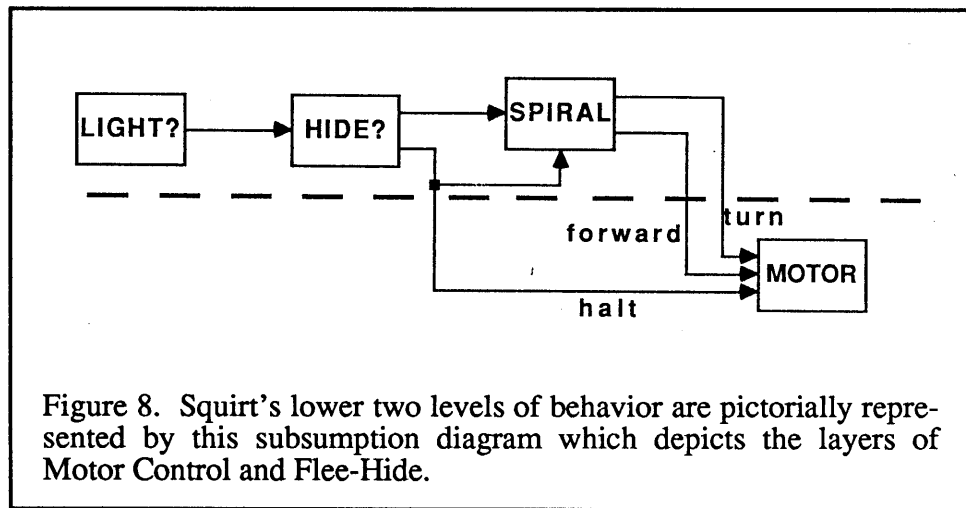 LIGHT?
HIDE?
SPIRAL
turn
forward
MOTOR
halt
Figure 8. Squirt's lower two levels of behavior are pictorially repre-
sented by this subsumption diagram which depicts the layers of
Motor Control and Flee-Hide.